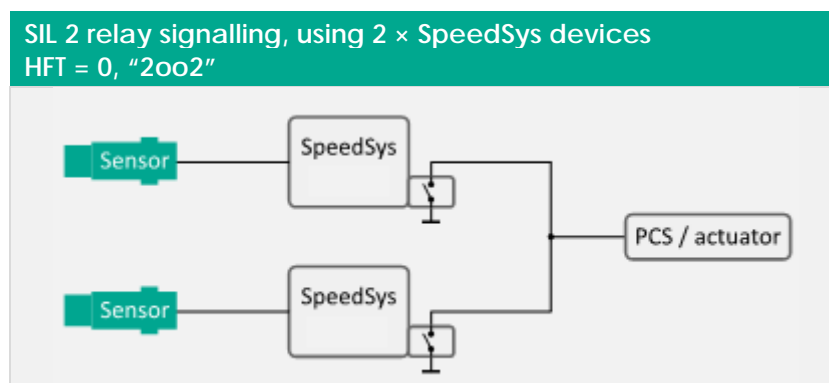 SIL 2 relay signalling, using 2 × SpeedSys devices
HFT = 0, “2oo2”
Sensor
SpeedSys
PCS / actuator
Sensor
SpeedSys